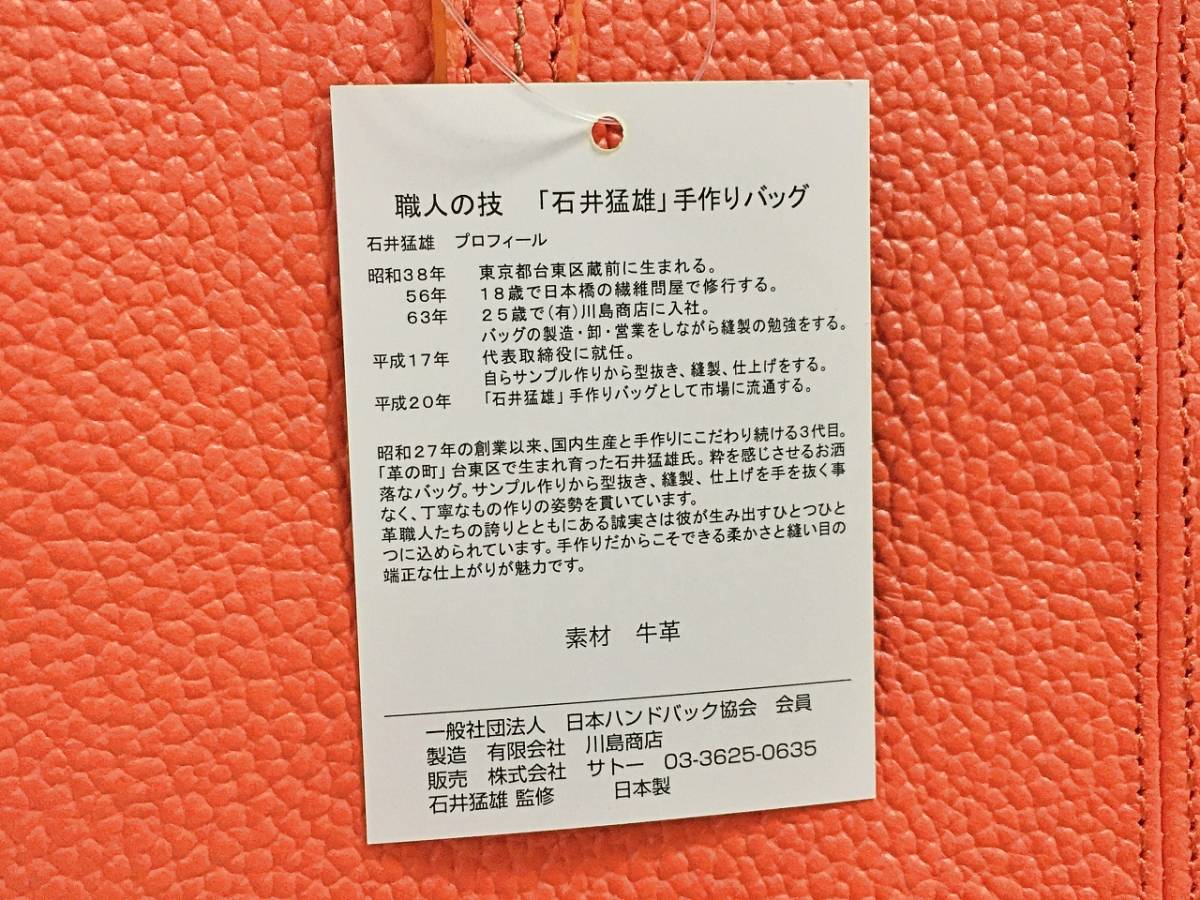 職人の技　「石井猛雄」手作りバッグ
石井猛雄　プロフィール
昭和38年　東京都台東区蔵前に生まれる。
56年　18歳で日本橋の繊維問屋で修行する。
63年　25歳で(有)川島商店に入社。
バッグの製造・卸・営業をしながら縫製の勉強をする。
平成17年　代表取締役に就任。
自らサンプル作りから型抜き、縫製、仕上げをする。
平成20年　「石井猛雄」手作りバッグとして市場に流通する。
昭和27年の創業以来、国内生産と手作りにこだわり続ける3代目。
「革の町」台東区で生まれ育った石井猛雄氏。粋を感じさせるお洒
落なバッグ。サンプル作りから型抜き、縫製、仕上げを手を抜く事
なく、丁寧なもの作りの姿勢を貫いています。
革職人たちの誇りとともにある誠実さは彼が生み出すひとつひと
つに込められています。手作りだからこそできる柔かさと縫い目の
端正な仕上がりが魅力です。
素材　牛革
一般社団法人　日本ハンドバック協会　会員
製造　有限会社　川島商店
販売　株式会社　サトー　03-3625-0635
石井猛雄 監修　　日本製